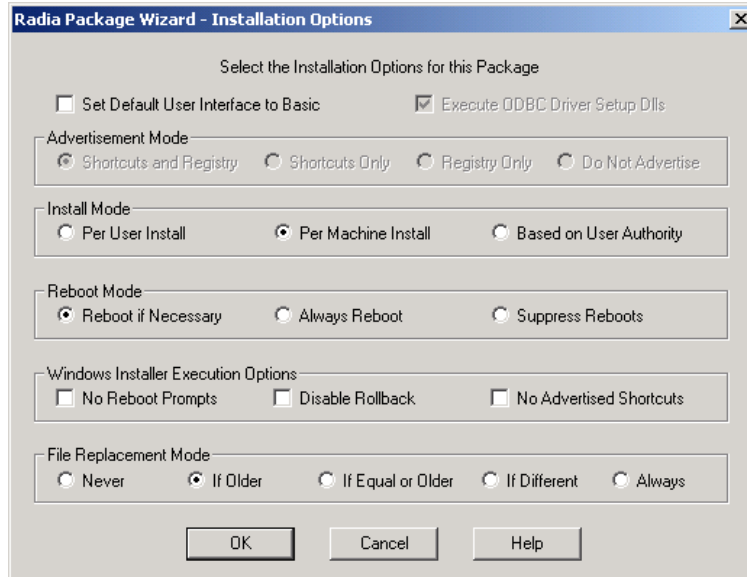 Radia Package Wizard - Installation Options
Select the Installation Options for this Package
Set Default User Interface to Basic Execute ODBC Driver Setup Dlls
Advertisement Mode
Shortcuts and Registry Shortcuts Only Registry Only Do Not Advertise
Install Mode
Per User Install Per Machine Install Based on User Authority
Reboot Mode
Reboot if Necessary Always Reboot Suppress Reboots
Windows Installer Execution Options
No Reboot Prompts Disable Rollback No Advertised Shortcuts
File Replacement Mode
Never If Older If Equal or Older If Different Always
OK Cancel Help